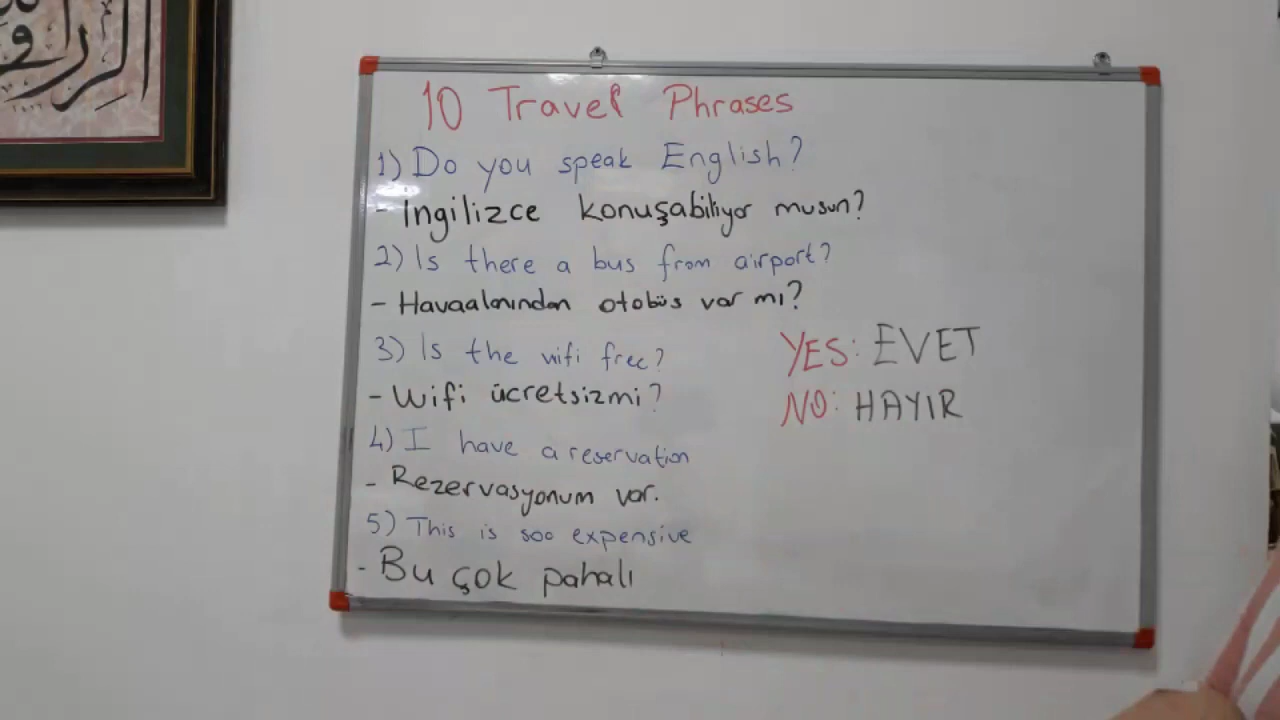 10 Travel Phrases
1) Do you speak English?
- İngilizce konuşabiliyor musun?
2) Is there a bus from airport?
- Havaalanından otobüs var mı?
3) Is the wifi free?
- Wifi ücretsizmi?
4) I have a reservation
- Rezervasyonum var.
5) This is soo expensive
- Bu çok pahalı
YES: EVET
NO: HAYIR